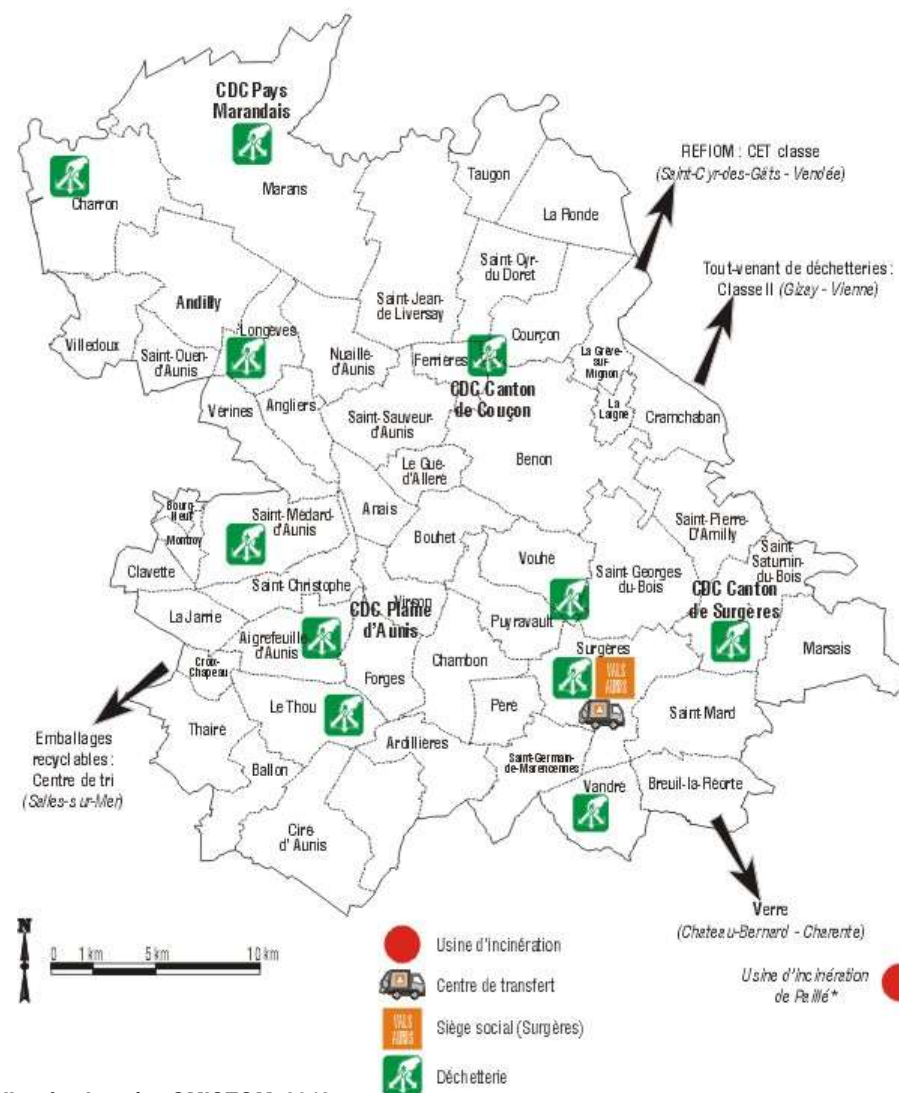 CDC Pays
Marandais
Charron
Marans
Taugon
La Ronde
REFIOM : CET classe
(Saint-Cyr-des-Gâts - Vendée)
Tout-venant de déchetteries :
Classe II (Gizay - Vienne)
Andilly
Saint-Cyr-
du Doret
Saint-Jean-
de Liversay
Courçon
Villedoux
Saint-Ouen-
d'Aunis
Longèves
Nuaillé-
d'Aunis
Ferrières
La Grève-
sur-
Mignon
CDC Canton
de Couçon
La
Laigne
Cramchaban
Vérines
Angliers
Saint-Sauveur-
d'Aunis
Benon
Le Gué-
d'Alleré
Bourg-
Neuf
Montroy
Saint-Médard-
d'Aunis
Anais
Bouhet
Vouhé
Saint-Pierre-
D'Amilly
Saint-
Saturnin-
du-Bois
Clavette
Saint-Christophe
Saint-Georges-
du-Bois
CDC Canton
de Surgères
La Jarrie
Virson
CDC Plaine
d'Aunis
Puyravault
Aigrefeuille
d'Aunis
Surgères
Marsais
Croix-
Chapeau
Chambon
VALS
AUNIS
Forges
Le Thou
Péré
Saint-Mard
Thairé
Emballages
recyclables :
Centre de tri
(Salles-sur-Mer)
Ardillières
Ballon
Saint-Germain-
de-Marencennes
Vandré
Breuil-la-Réorte
Ciré
d'Aunis
Verre
(Chateau-Bernard - Charente)
N
0 1 km 5 km 10 km
Usine d'incinération
Usine d'incinération
de Paillé*
Centre de transfert
VALS
AUNIS
Siège social (Surgères)
Déchetterie